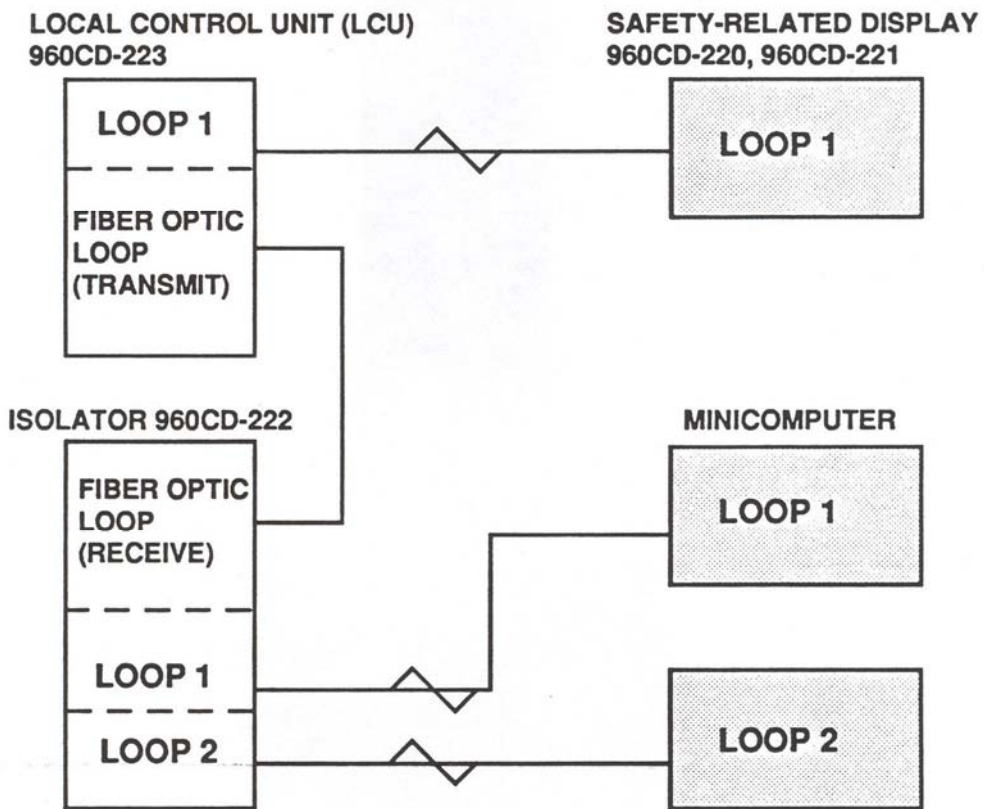 LOCAL CONTROL UNIT (LCU)
960CD-223
LOOP 1
FIBER OPTIC
LOOP
(TRANSMIT)
SAFETY-RELATED DISPLAY
960CD-220, 960CD-221
LOOP 1
ISOLATOR 960CD-222
FIBER OPTIC
LOOP
(RECEIVE)
LOOP 1
LOOP 2
MINICOMPUTER
LOOP 1
LOOP 2